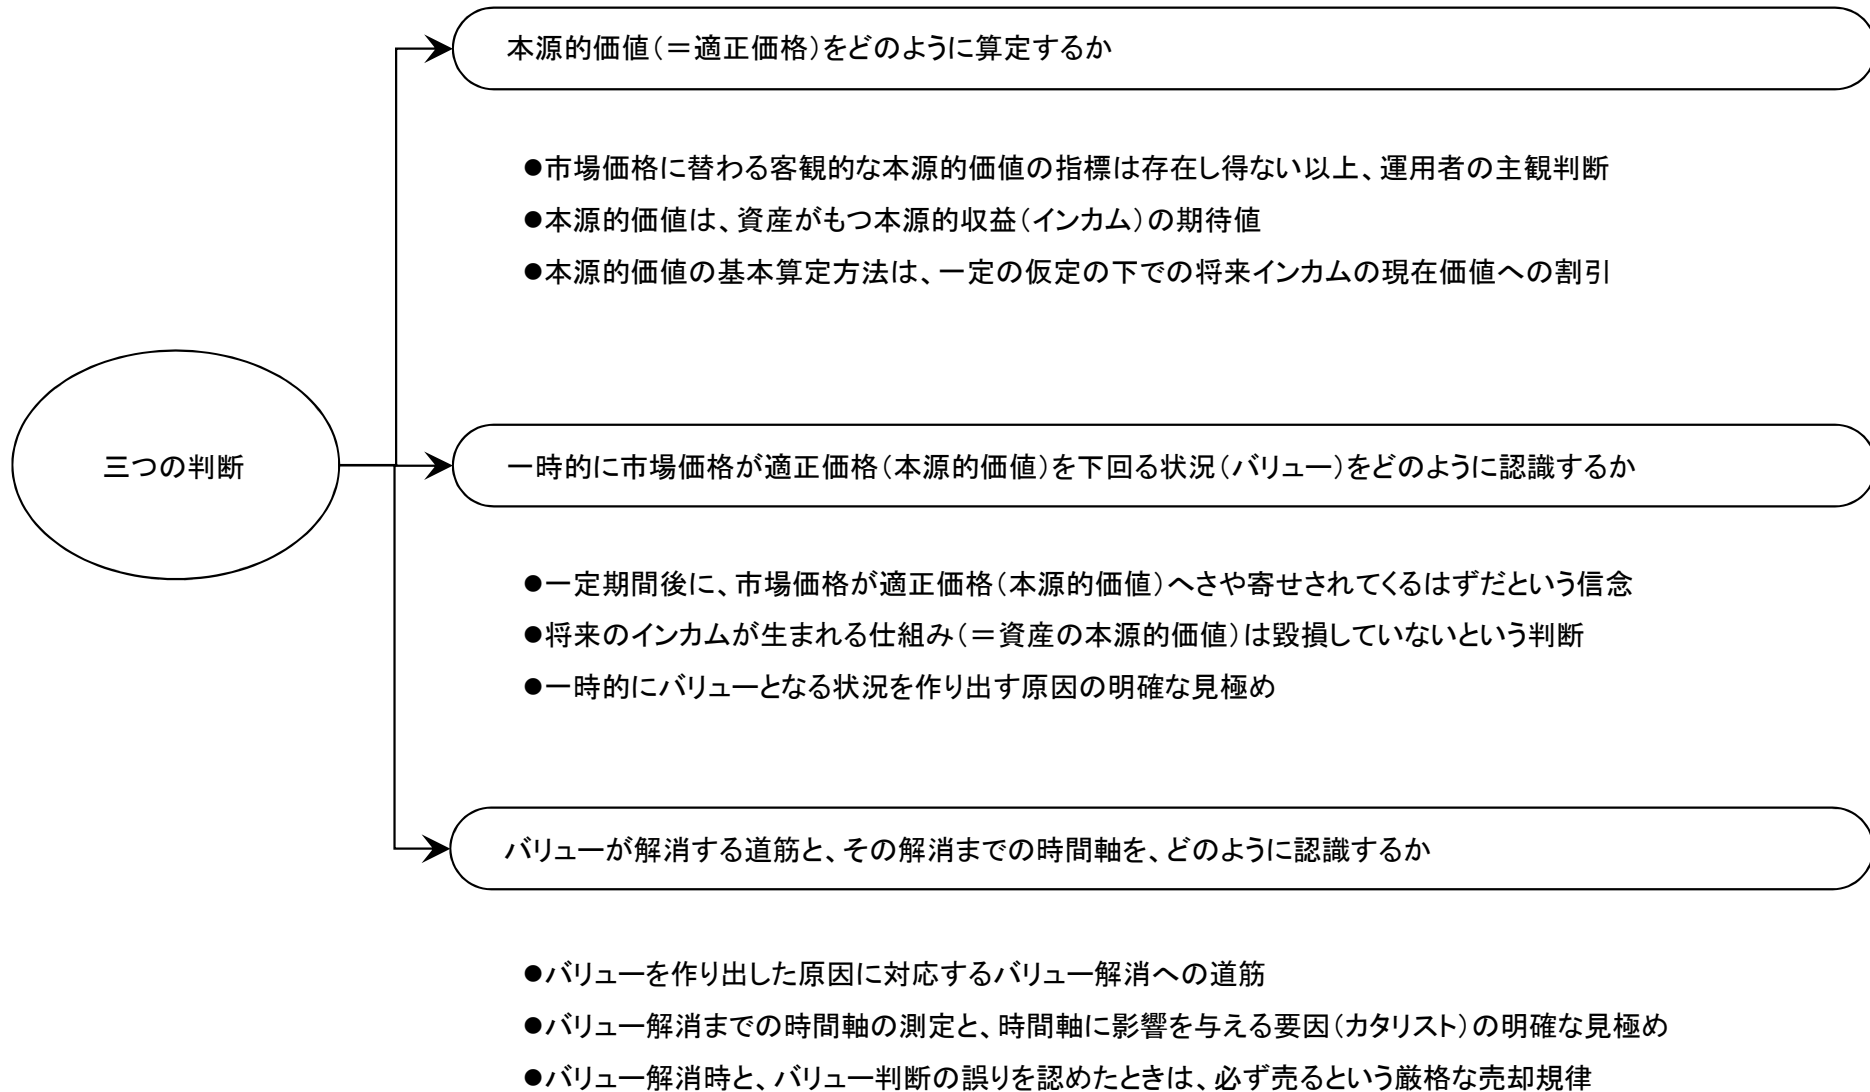 本源的価値(＝適正価格)をどのように算定するか
●市場価格に替わる客観的な本源的価値の指標は存在し得ない以上、運用者の主観判断
●本源的価値は、資産がもつ本源的収益(インカム)の期待値
●本源的価値の基本算定方法は、一定の仮定の下での将来インカムの現在価値への割引
三つの判断
一時的に市場価格が適正価格(本源的価値)を下回る状況(バリュー)をどのように認識するか
●一定期間後に、市場価格が適正価格(本源的価値)へさや寄せされてくるはずだという信念
●将来のインカムが生まれる仕組み(＝資産の本源的価値)は毀損していないという判断
●一時的にバリューとなる状況を作り出す原因の明確な見極め
バリューが解消する道筋と、その解消までの時間軸を、どのように認識するか
●バリューを作り出した原因に対応するバリュー解消への道筋
●バリュー解消までの時間軸の測定と、時間軸に影響を与える要因(カタリスト)の明確な見極め
●バリュー解消時と、バリュー判断の誤りを認めたときは、必ず売るという厳格な売却規律